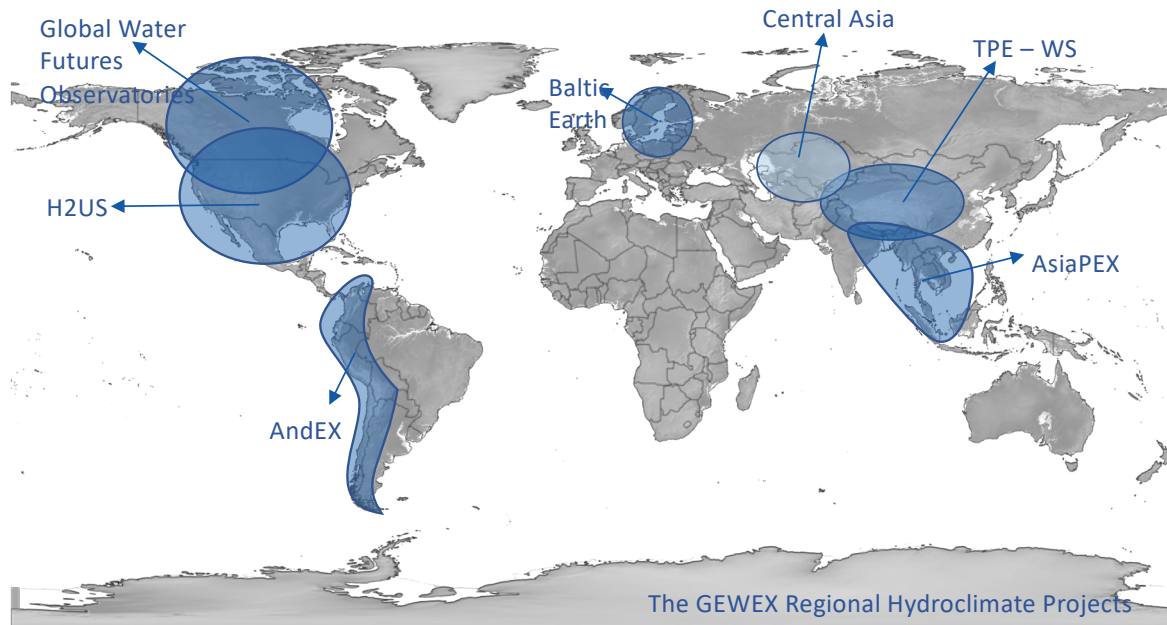 Global Water
Futures
Observatories
Central Asia
TPE – WS
Baltic
Earth
H2US
AsiaPEX
AndEX
The GEWEX Regional Hydroclimate Projects